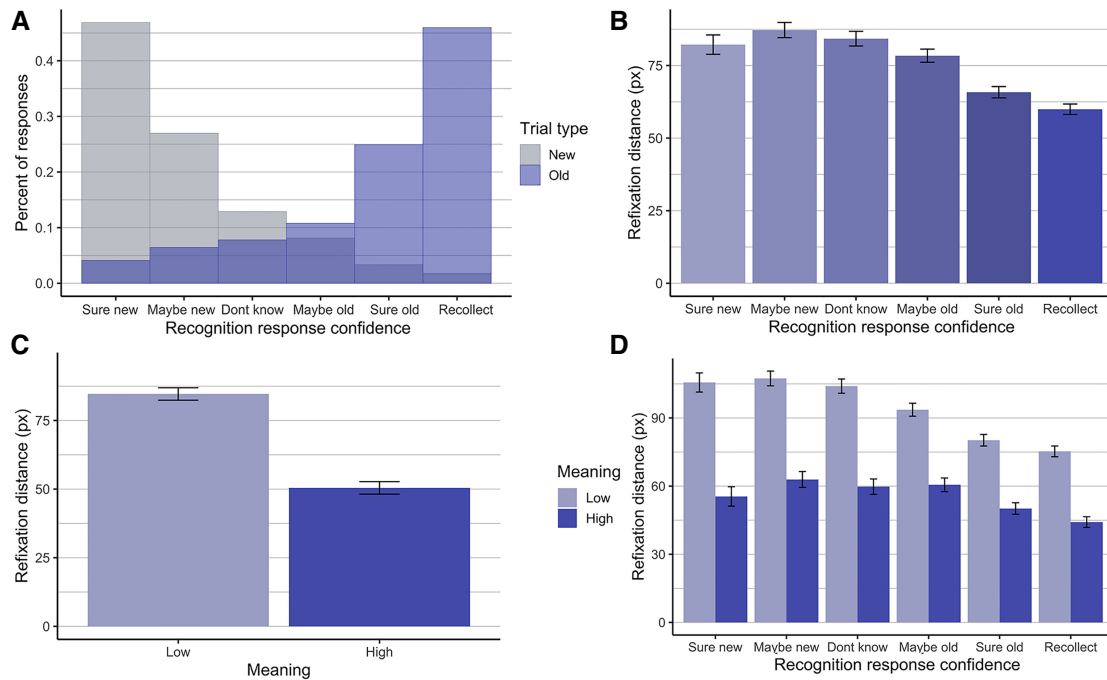 A
Percent of responses
0.4
0.3
0.2
0.1
0.0
Sure new Maybe new Dont know Maybe old Sure old Recollect
Recognition response confidence
Trial type
New
Old
B
Refixation distance (px)
75
50
25
0
Sure new Maybe new Dont know Maybe old Sure old Recollect
Recognition response confidence
C
Refixation distance (px)
75
50
25
0
Low High
Meaning
D
Meaning
Low
High
Refixation distance (px)
90
60
30
0
Sure new Maybe new Dont know Maybe old Sure old Recollect
Recognition response confidence